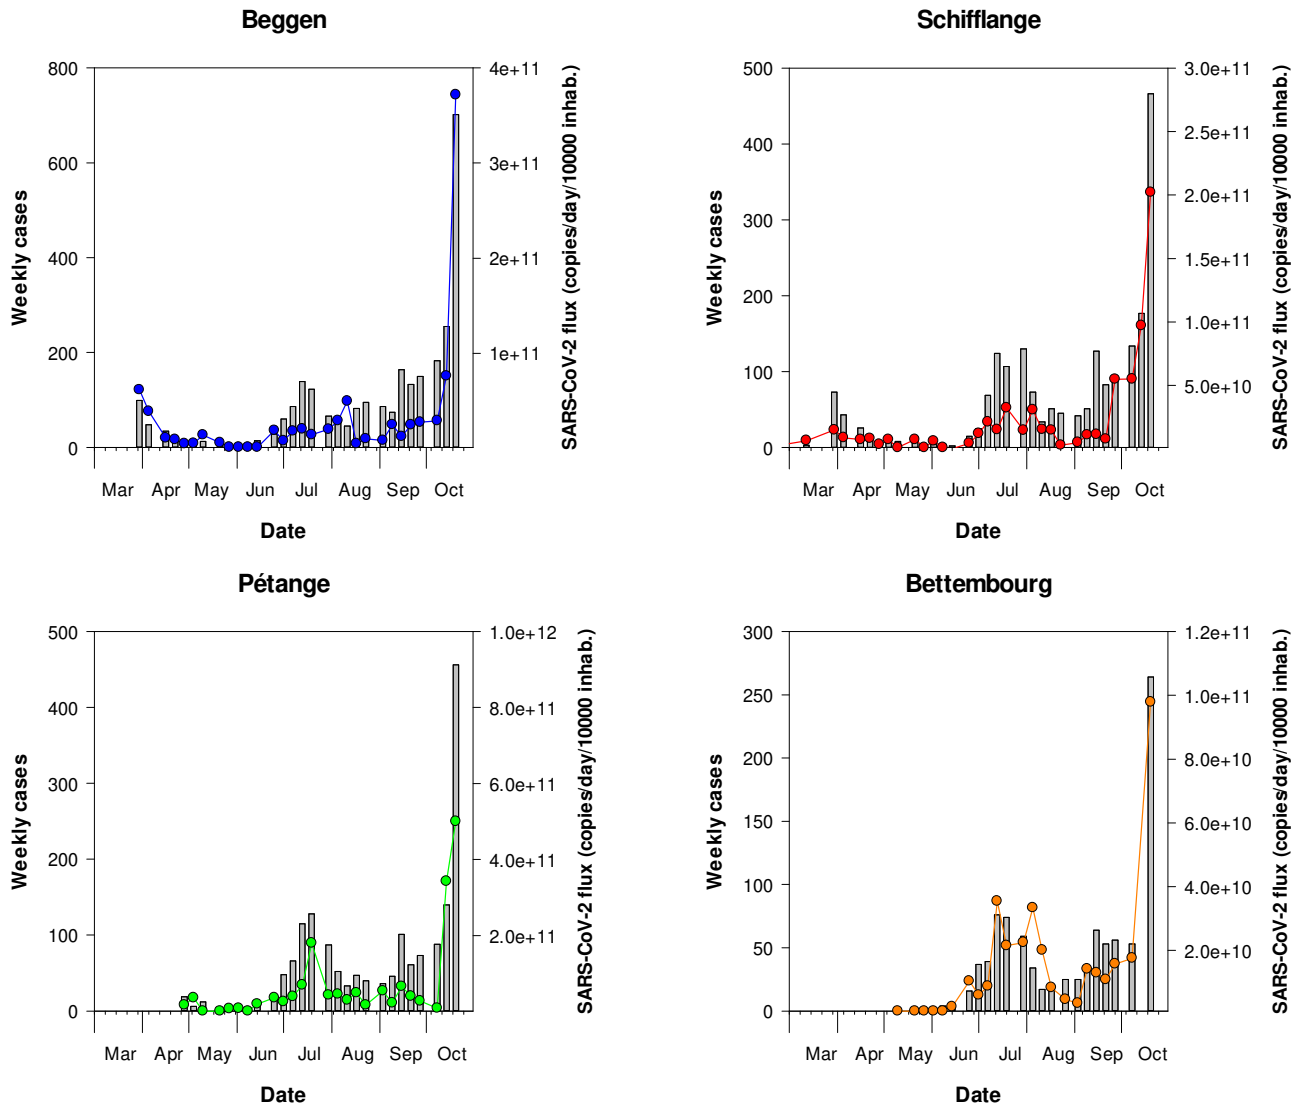 Beggen
800
600
400
200
0
4e+11
3e+11
2e+11
1e+11
Weekly cases
SARS-CoV-2 flux (copies/day/10000 inhab.)
Mar Apr May Jun Jul Aug Sep Oct
Date
Schifflange
500
400
300
200
100
0
3.0e+11
2.5e+11
2.0e+11
1.5e+11
1.0e+11
5.0e+10
Weekly cases
SARS-CoV-2 flux (copies/day/10000 inhab.)
Mar Apr May Jun Jul Aug Sep Oct
Date
Pétange
500
400
300
200
100
0
1.0e+12
8.0e+11
6.0e+11
4.0e+11
2.0e+11
Weekly cases
SARS-CoV-2 flux (copies/day/10000 inhab.)
Mar Apr May Jun Jul Aug Sep Oct
Date
Bettembourg
300
250
200
150
100
50
0
1.2e+11
1.0e+11
8.0e+10
6.0e+10
4.0e+10
2.0e+10
Weekly cases
SARS-CoV-2 flux (copies/day/10000 inhab.)
Mar Apr May Jun Jul Aug Sep Oct
Date